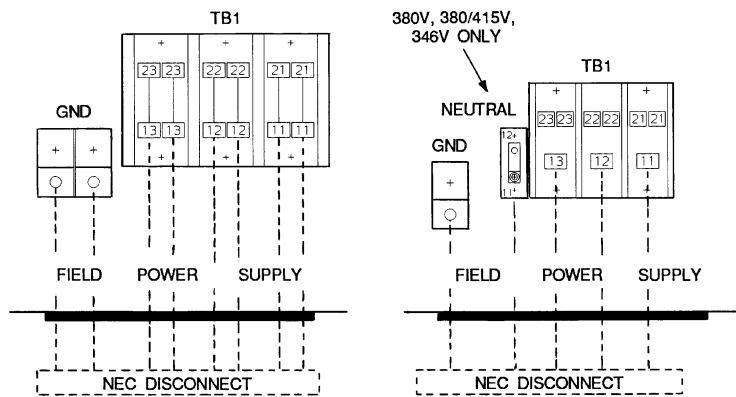 TB1
23 23 22 22 21 21
GND
13 13 12 12 11 11
FIELD POWER SUPPLY
NEC DISCONNECT
380V, 380/415V,
346V ONLY
TB1
NEUTRAL
GND
12+
23 23 22 22 21 21
13 12 11
11+
FIELD POWER SUPPLY
NEC DISCONNECT